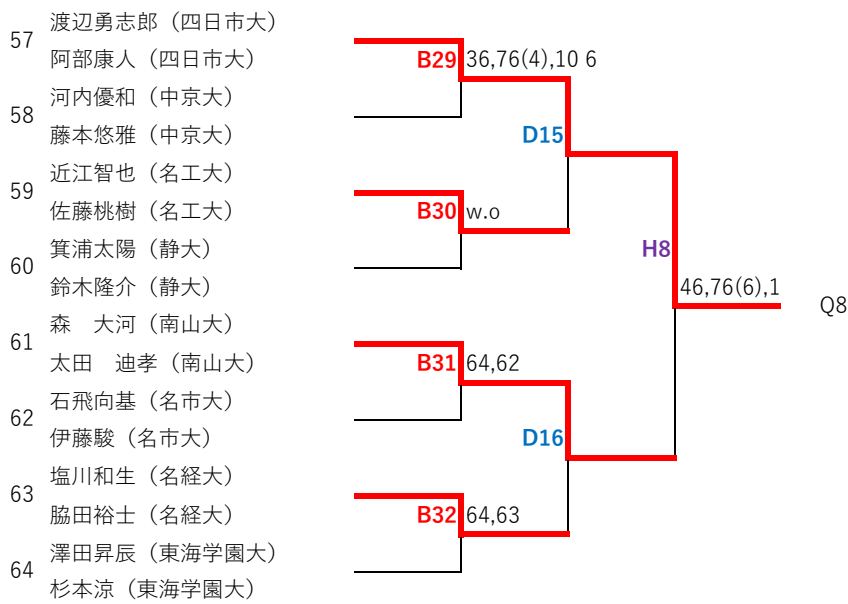 渡辺勇志郎（四日市大）
57
阿部康人（四日市大）
B29 36,76(4),10 6
河内優和（中京大）
58
藤本悠雅（中京大）
D15
近江智也（名工大）
59
佐藤桃樹（名工大）
B30 w.o
箕浦太陽（静大）
H8
60
鈴木隆介（静大）
46,76(6),1
Q8
森　大河（南山大）
61
太田　迪孝（南山大）
B31 64,62
石飛向基（名市大）
62
伊藤駿（名市大）
D16
塩川和生（名経大）
63
脇田裕士（名経大）
B32 64,63
澤田昇辰（東海学園大）
64
杉本涼（東海学園大）